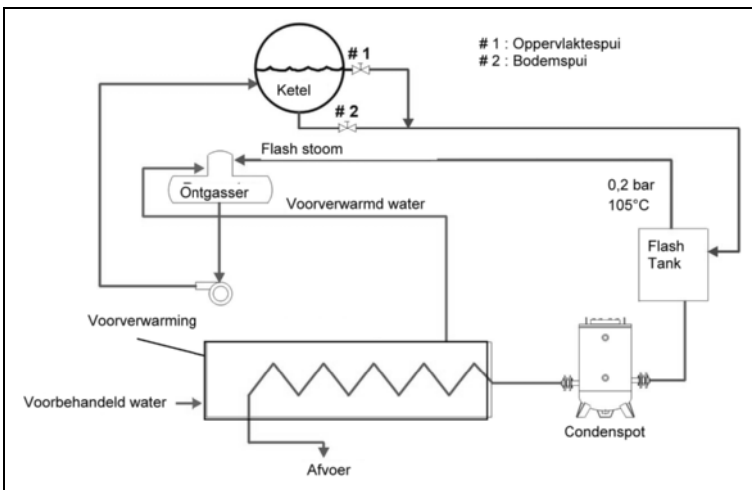 # 1
# 1 : Oppervlaktespui
# 2 : Bodemspui
Ketel
# 2
Flash stoom
Ontgasser
0,2 bar
105°C
Voorverwarmd water
Flash
Tank
Voorverwarming
Voorbehandeld water
Condenspot
Afvoer